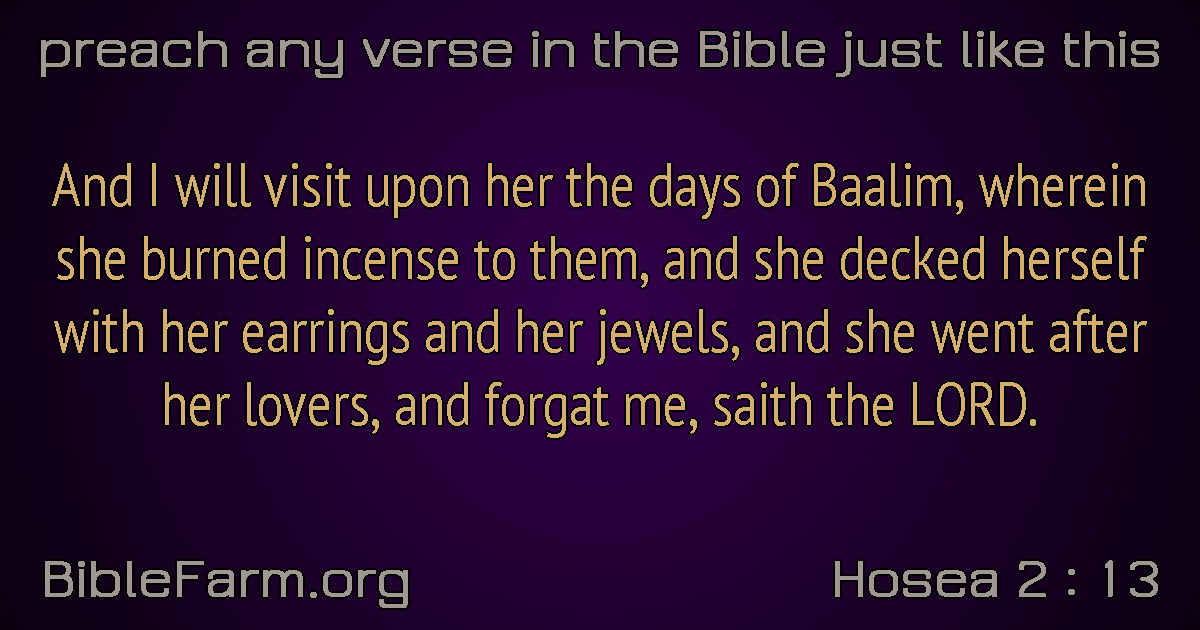 preach any verse in the Bible just like this
And I will visit upon her the days of Baalim, wherein
she burned incense to them, and she decked herself
with her earrings and her jewels, and she went after
her lovers, and forgat me, saith the LORD.
BibleFarm.org
Hosea 2 : 13